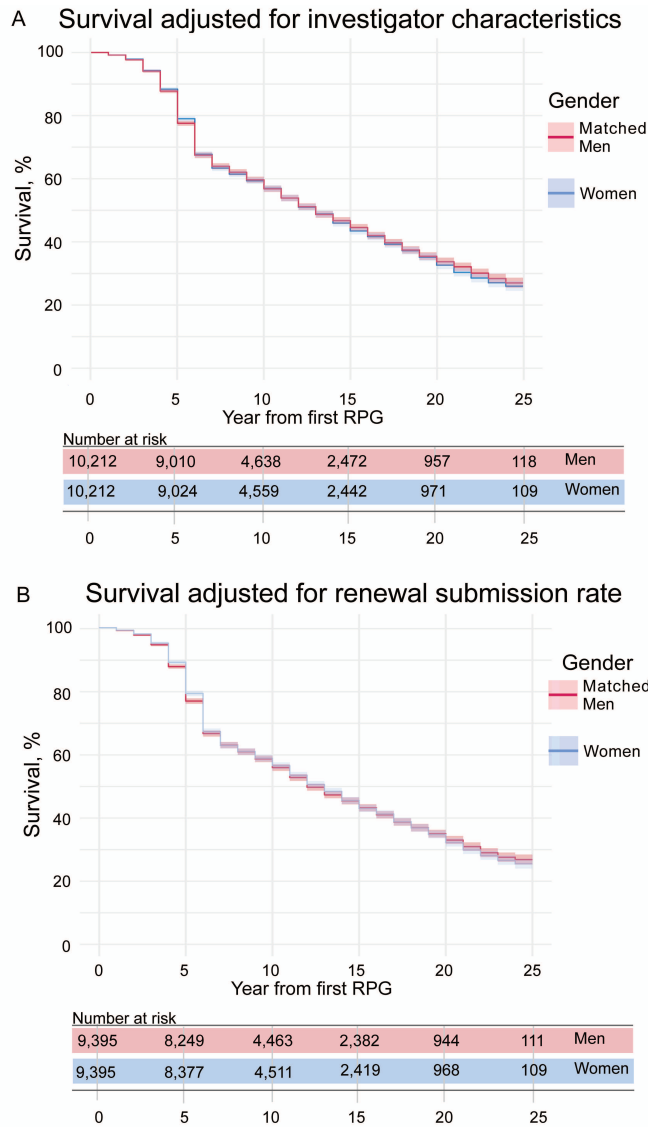 A Survival adjusted for investigator characteristics
100
80
60
40
20
0
Survival, %
Gender
Matched
Men
Women
0 5 10 15 20 25
Year from first RPG
Number at risk
10,212 9,010 4,638 2,472 957 118 Men
10,212 9,024 4,559 2,442 971 109 Women
0 5 10 15 20 25
B Survival adjusted for renewal submission rate
100
80
60
40
20
0
Survival, %
Gender
Matched
Men
Women
0 5 10 15 20 25
Year from first RPG
Number at risk
9,395 8,249 4,463 2,382 944 111 Men
9,395 8,377 4,511 2,419 968 109 Women
0 5 10 15 20 25